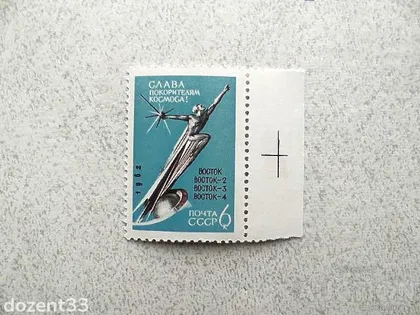 СЛАВА
ПОКОРИТЕЛЯМ
КОСМОСА!
1962
ВОСТОК
ВОСТОК-2
ВОСТОК-3
ВОСТОК-4
ПОЧТА 6
СССР К
dozent33